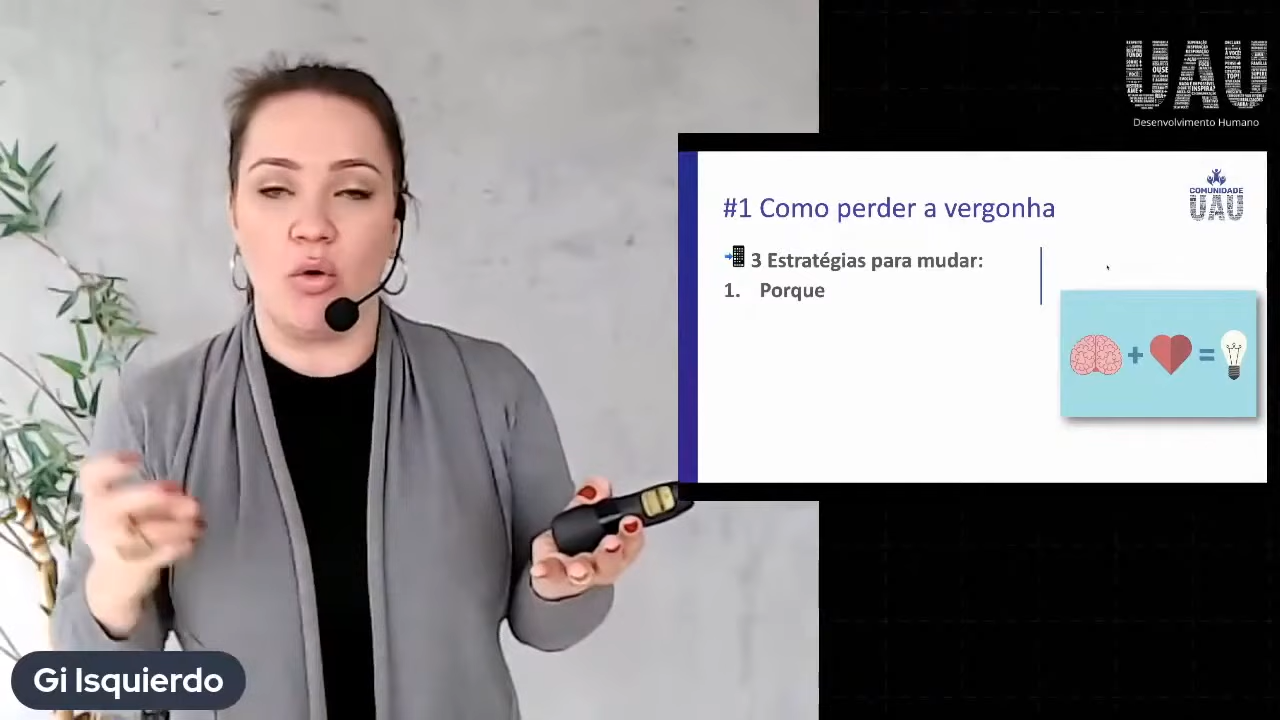 UAU
Desenvolvimento Humano
COMUNIDADE
UAU
#1 Como perder a vergonha
3 Estratégias para mudar:
1. Porque
Gi Isquierdo